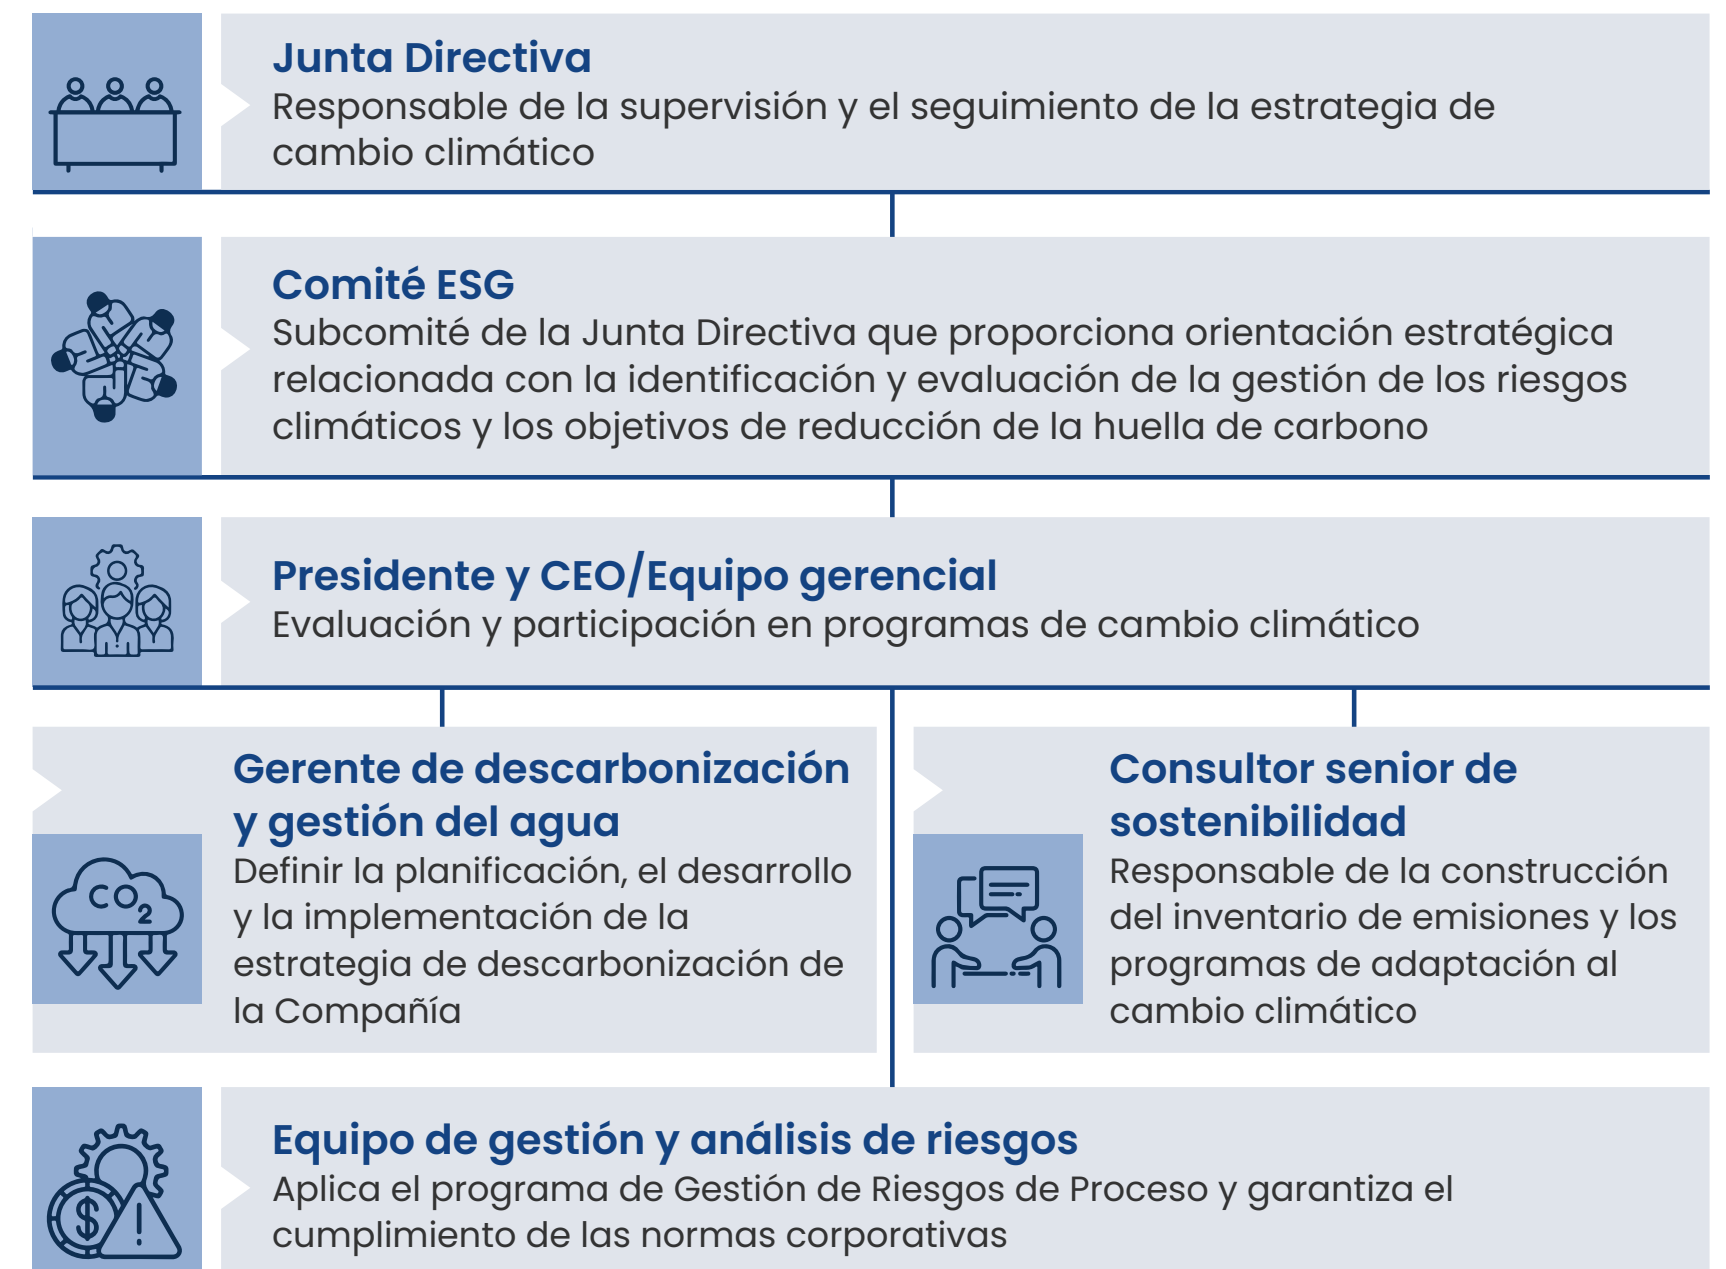 Junta Directiva
Responsable de la supervisión y el seguimiento de la estrategia de
cambio climático
Comité ESG
Subcomité de la Junta Directiva que proporciona orientación estratégica
relacionada con la identificación y evaluación de la gestión de los riesgos
climáticos y los objetivos de reducción de la huella de carbono
Presidente y CEO/Equipo gerencial
Evaluación y participación en programas de cambio climático
Gerente de descarbonización
y gestión del agua
Definir la planificación, el desarrollo
y la implementación de la
estrategia de descarbonización de
la Compañía
CO2
Consultor senior de
sostenibilidad
Responsable de la construcción
del inventario de emisiones y los
programas de adaptación al
cambio climático
Equipo de gestión y análisis de riesgos
Aplica el programa de Gestión de Riesgos de Proceso y garantiza el
cumplimiento de las normas corporativas
$
!